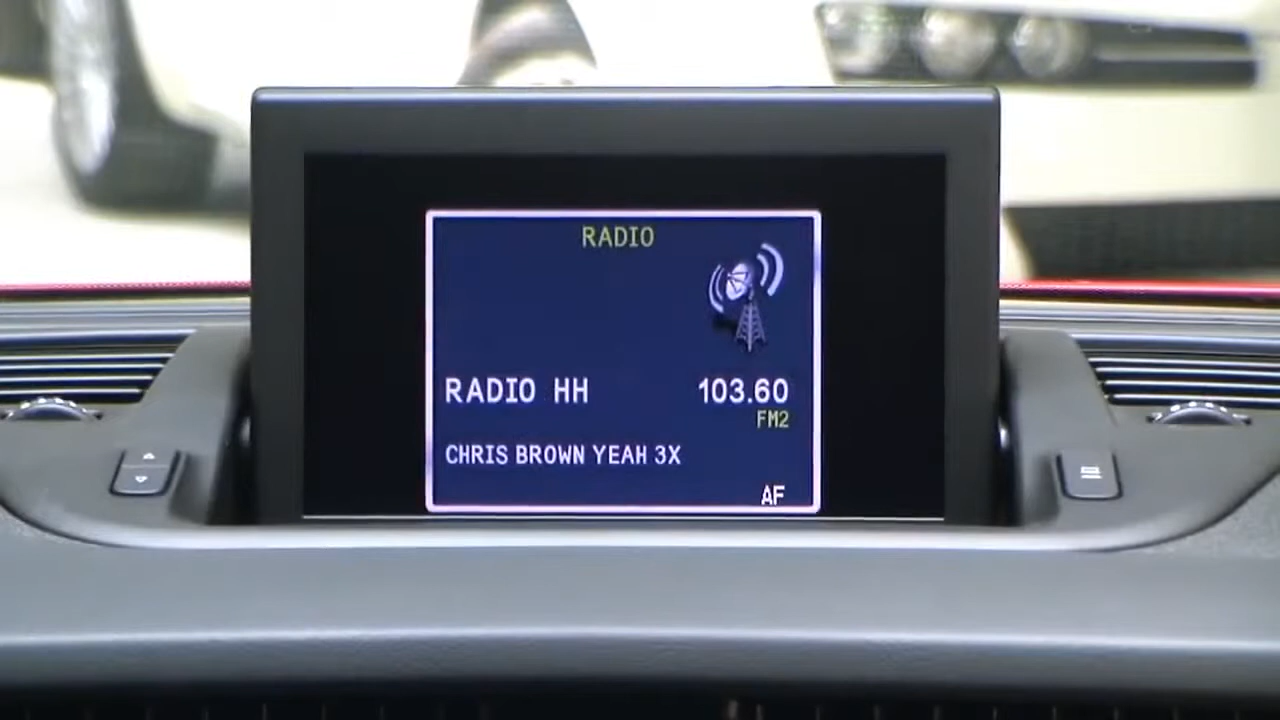 RADIO
RADIO HH 103.60
FM2
CHRIS BROWN YEAH 3X
AF